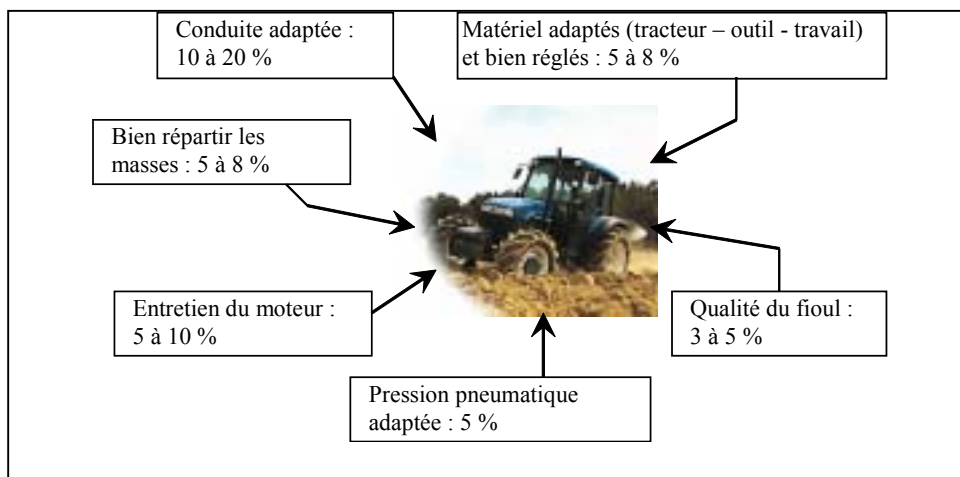 Conduite adaptée :
10 à 20 %
Matériel adaptés (tracteur – outil - travail)
et bien réglés : 5 à 8 %
Bien répartir les
masses : 5 à 8 %
Entretien du moteur :
5 à 10 %
Qualité du fioul :
3 à 5 %
Pression pneumatique
adaptée : 5 %